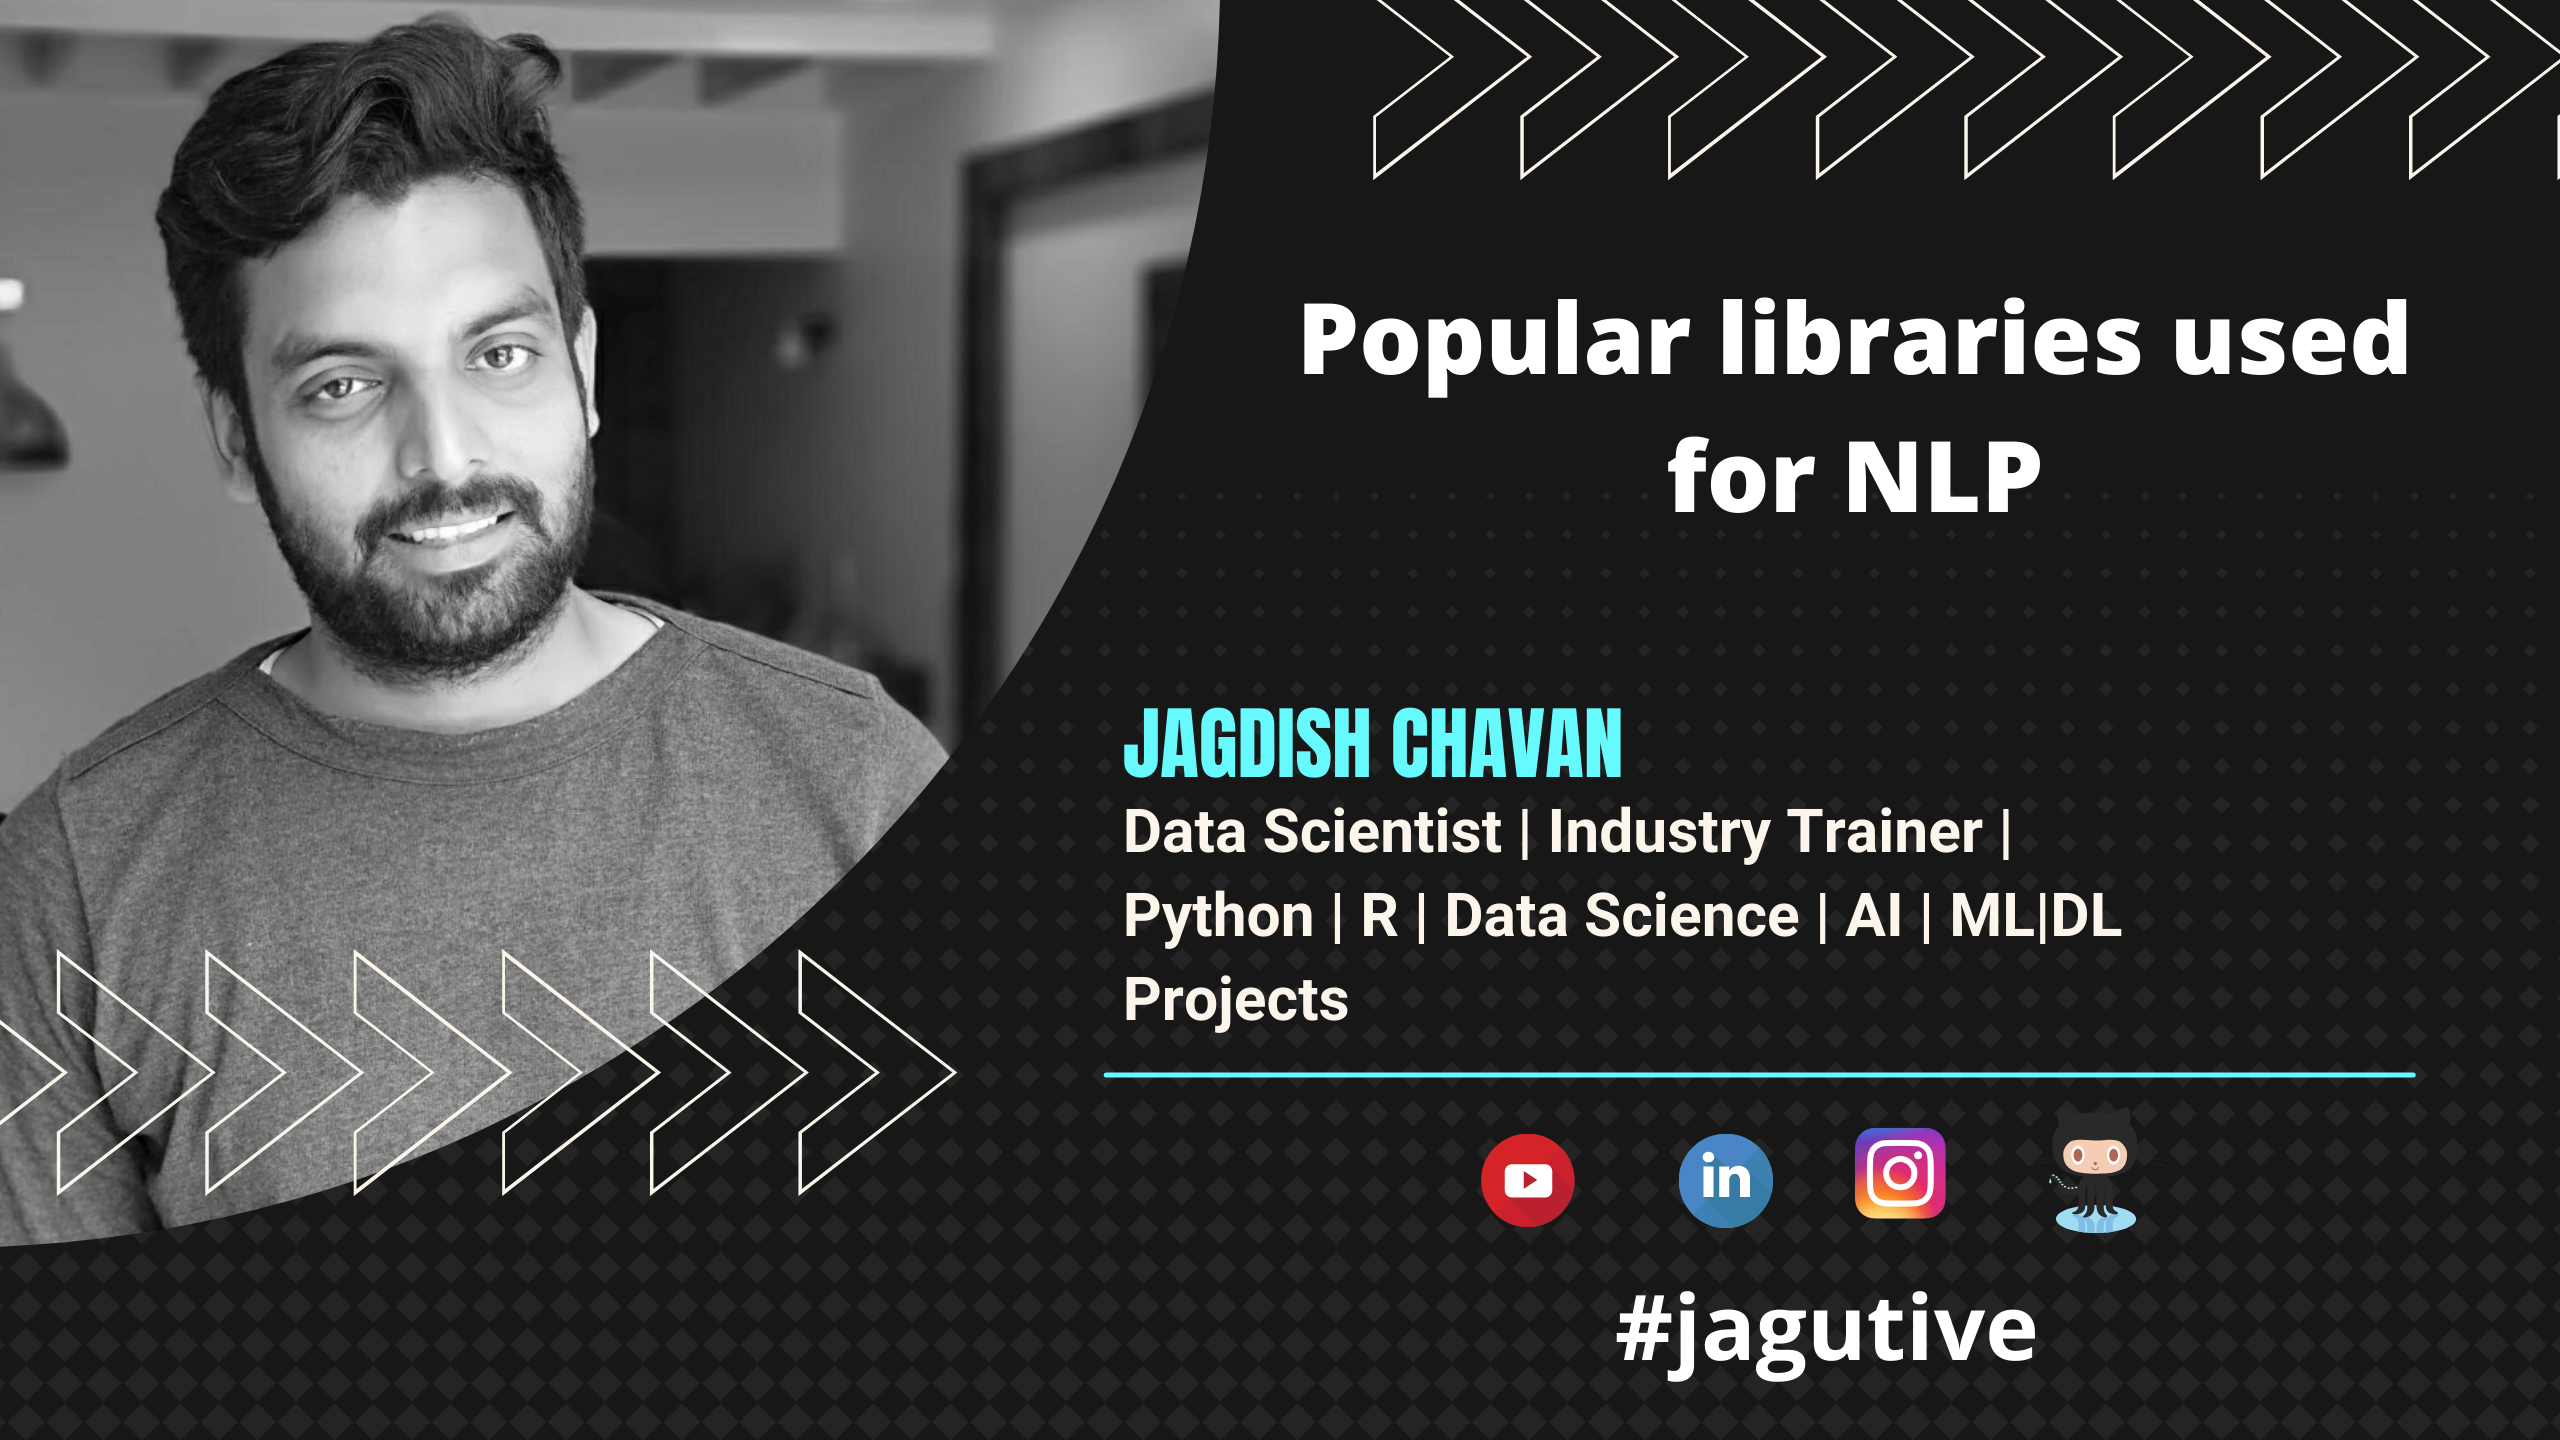 Popular libraries used
for NLP
JAGDISH CHAVAN
Data Scientist | Industry Trainer |
Python | R | Data Science | AI | ML|DL
Projects
in
#jagutive